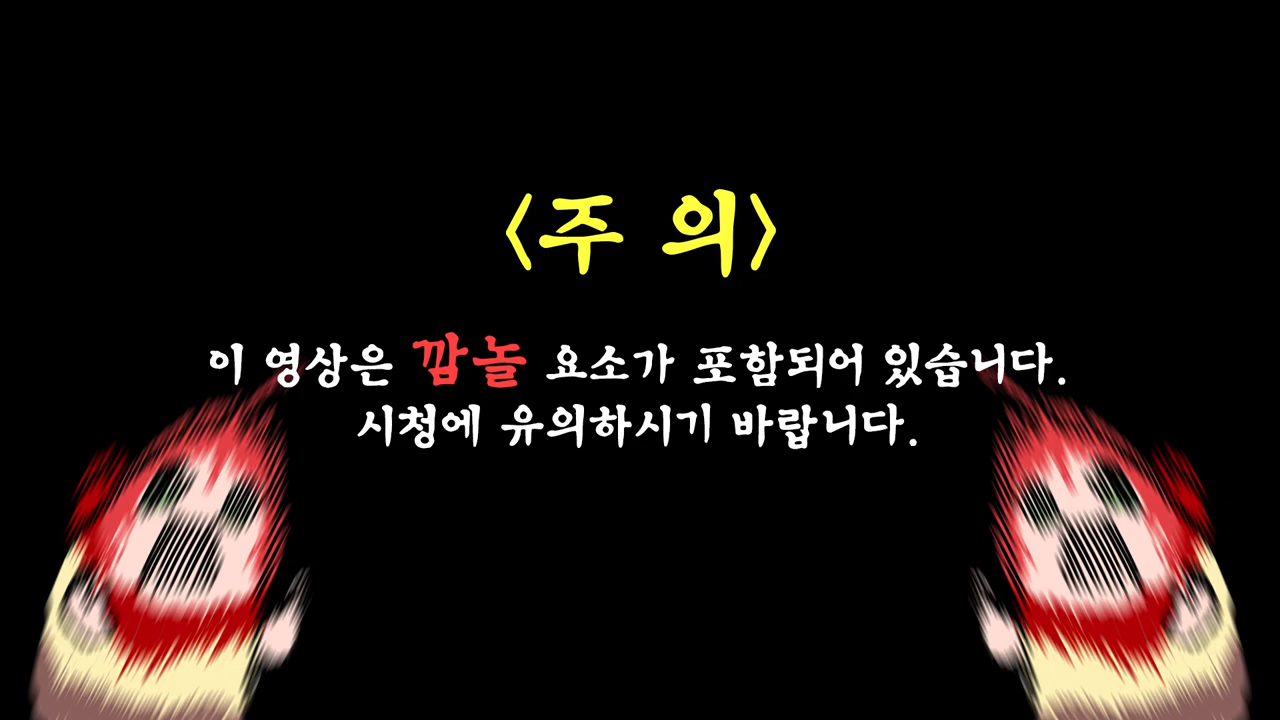 <주 의>
이 영상은 깜놀 요소가 포함되어 있습니다.
시청에 유의하시기 바랍니다.